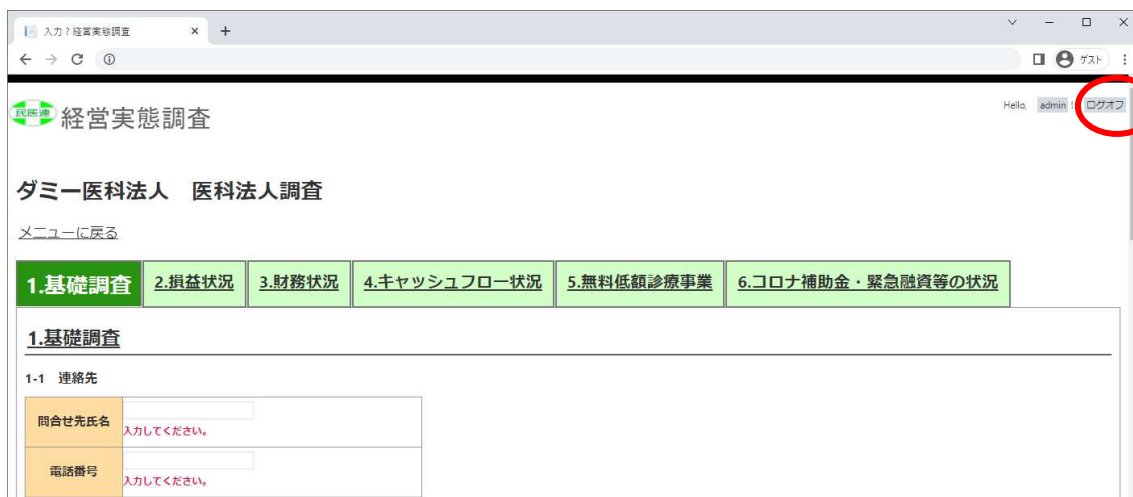 入力?経営実態調査
ゲスト
民医連 経営実態調査
Hello, admin ! ログオフ
ダミー医科法人　医科法人調査
メニューに戻る
1.基礎調査 2.損益状況 3.財務状況 4.キャッシュフロー状況 5.無料低額診療事業 6.コロナ補助金・緊急融資等の状況
1.基礎調査
1-1　連絡先
問合せ先氏名
入力してください。
電話番号
入力してください。